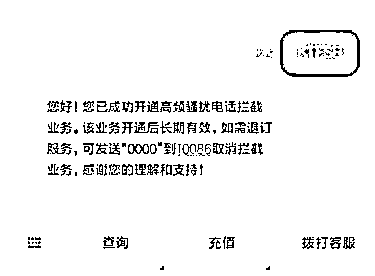 您好！您已成功开通高频骚扰电话拦截
业务，该业务开通后长期有效，如需退订
服务，可发送"0000"到10086取消拦截
业务，感谢您的理解和支持！
查询 充值 拨打客服